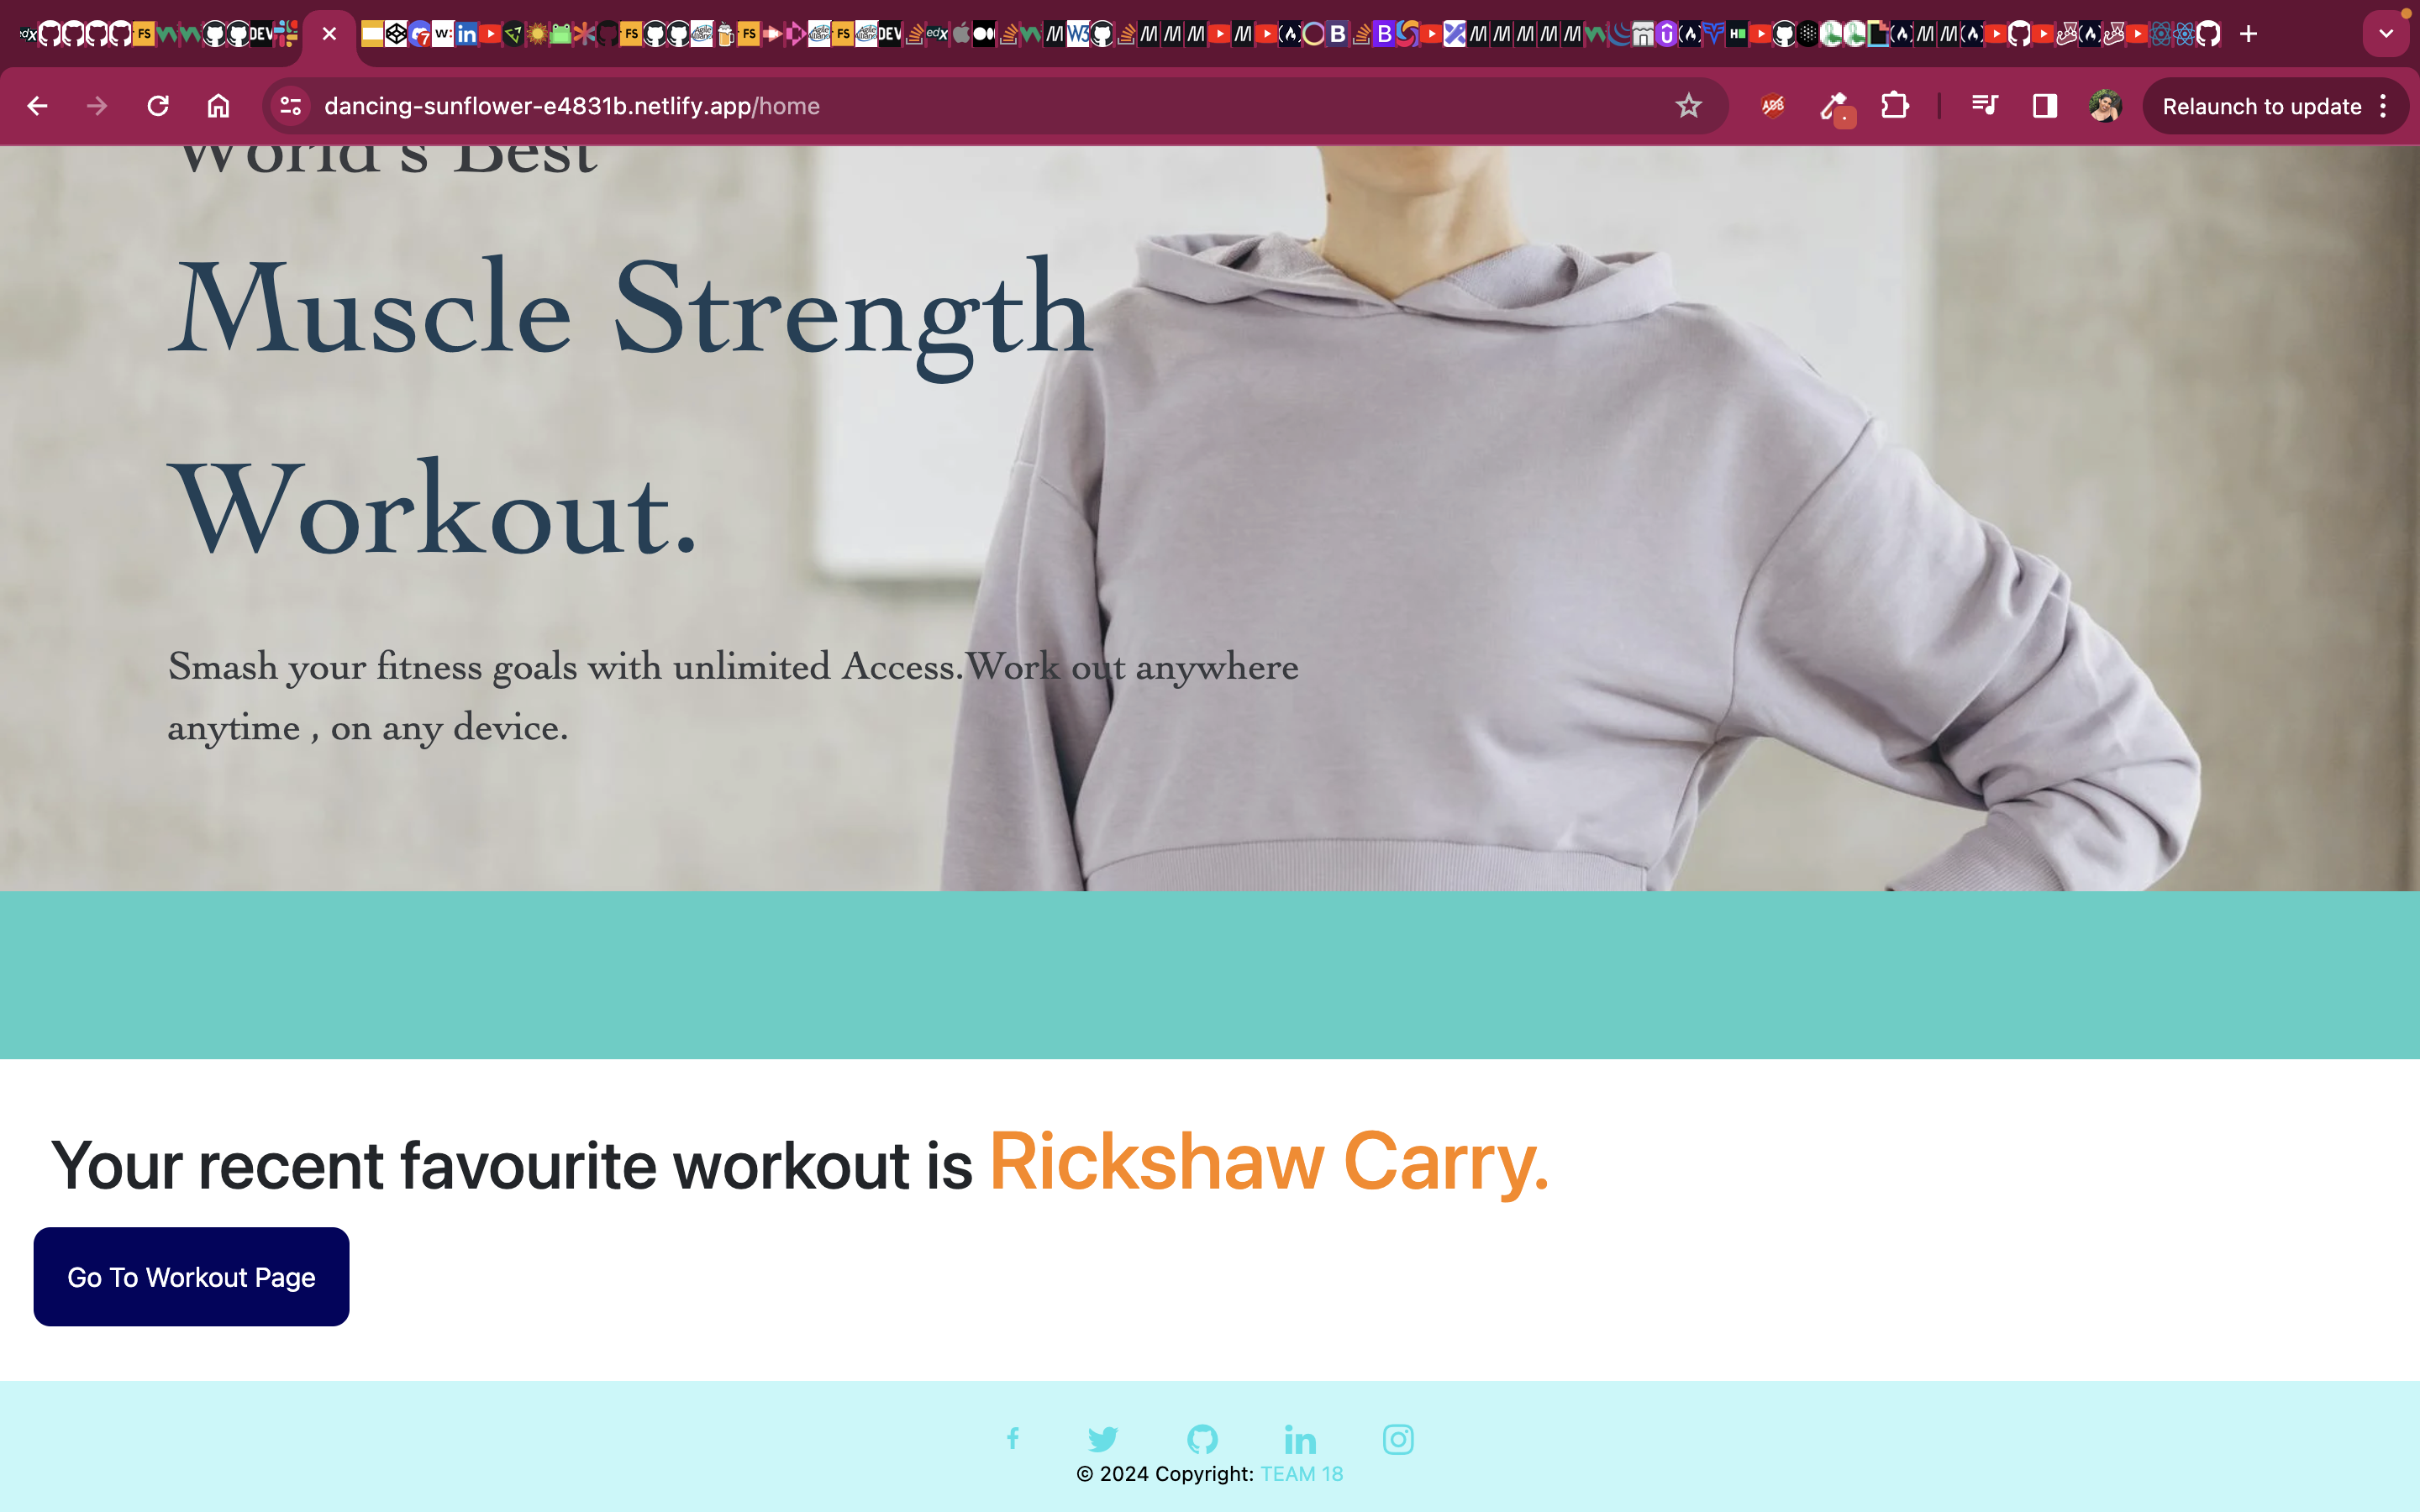 dancing-sunflower-e4831b.netlify.app/home
Relaunch to update
World's Best
Muscle Strength
Workout.
Smash your fitness goals with unlimited Access.Work out anywhere
anytime , on any device.
Your recent favourite workout is Rickshaw Carry.
Go To Workout Page
© 2024 Copyright: TEAM 18